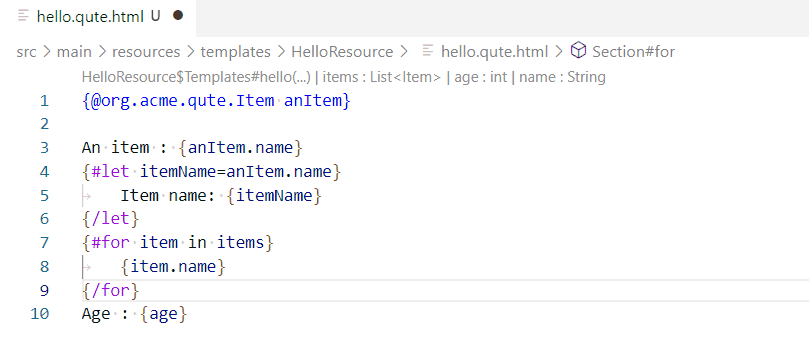 hello.qute.html U ●
src > main > resources > templates > HelloResource > hello.qute.html > Section#for
HelloResource$Templates#hello(...) | items : List<Item> | age : int | name : String
1 {@org.acme.qute.Item anItem}
2
3 An item : {anItem.name}
4 {#let itemName=anItem.name}
5 Item name: {itemName}
6 {/let}
7 {#for item in items}
8 {item.name}
9 {/for}
10 Age : {age}